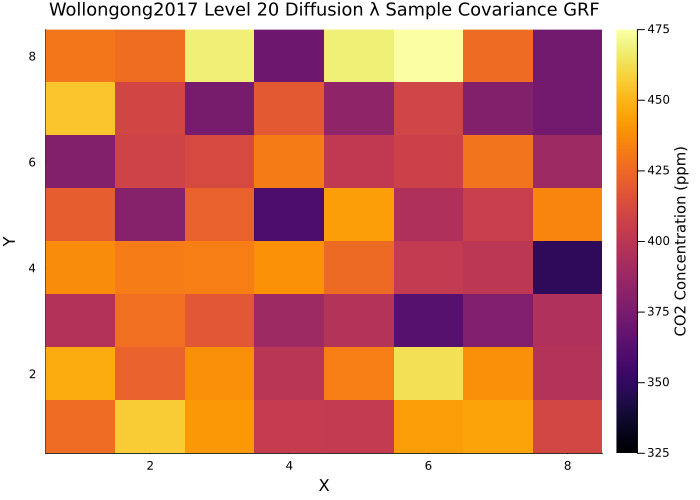 Wollongong2017 Level 20 Diffusion λ Sample Covariance GRF
8
6
4
2
Y
2 4 6 8
X
475
450
425
400
375
350
325
CO2 Concentration (ppm)